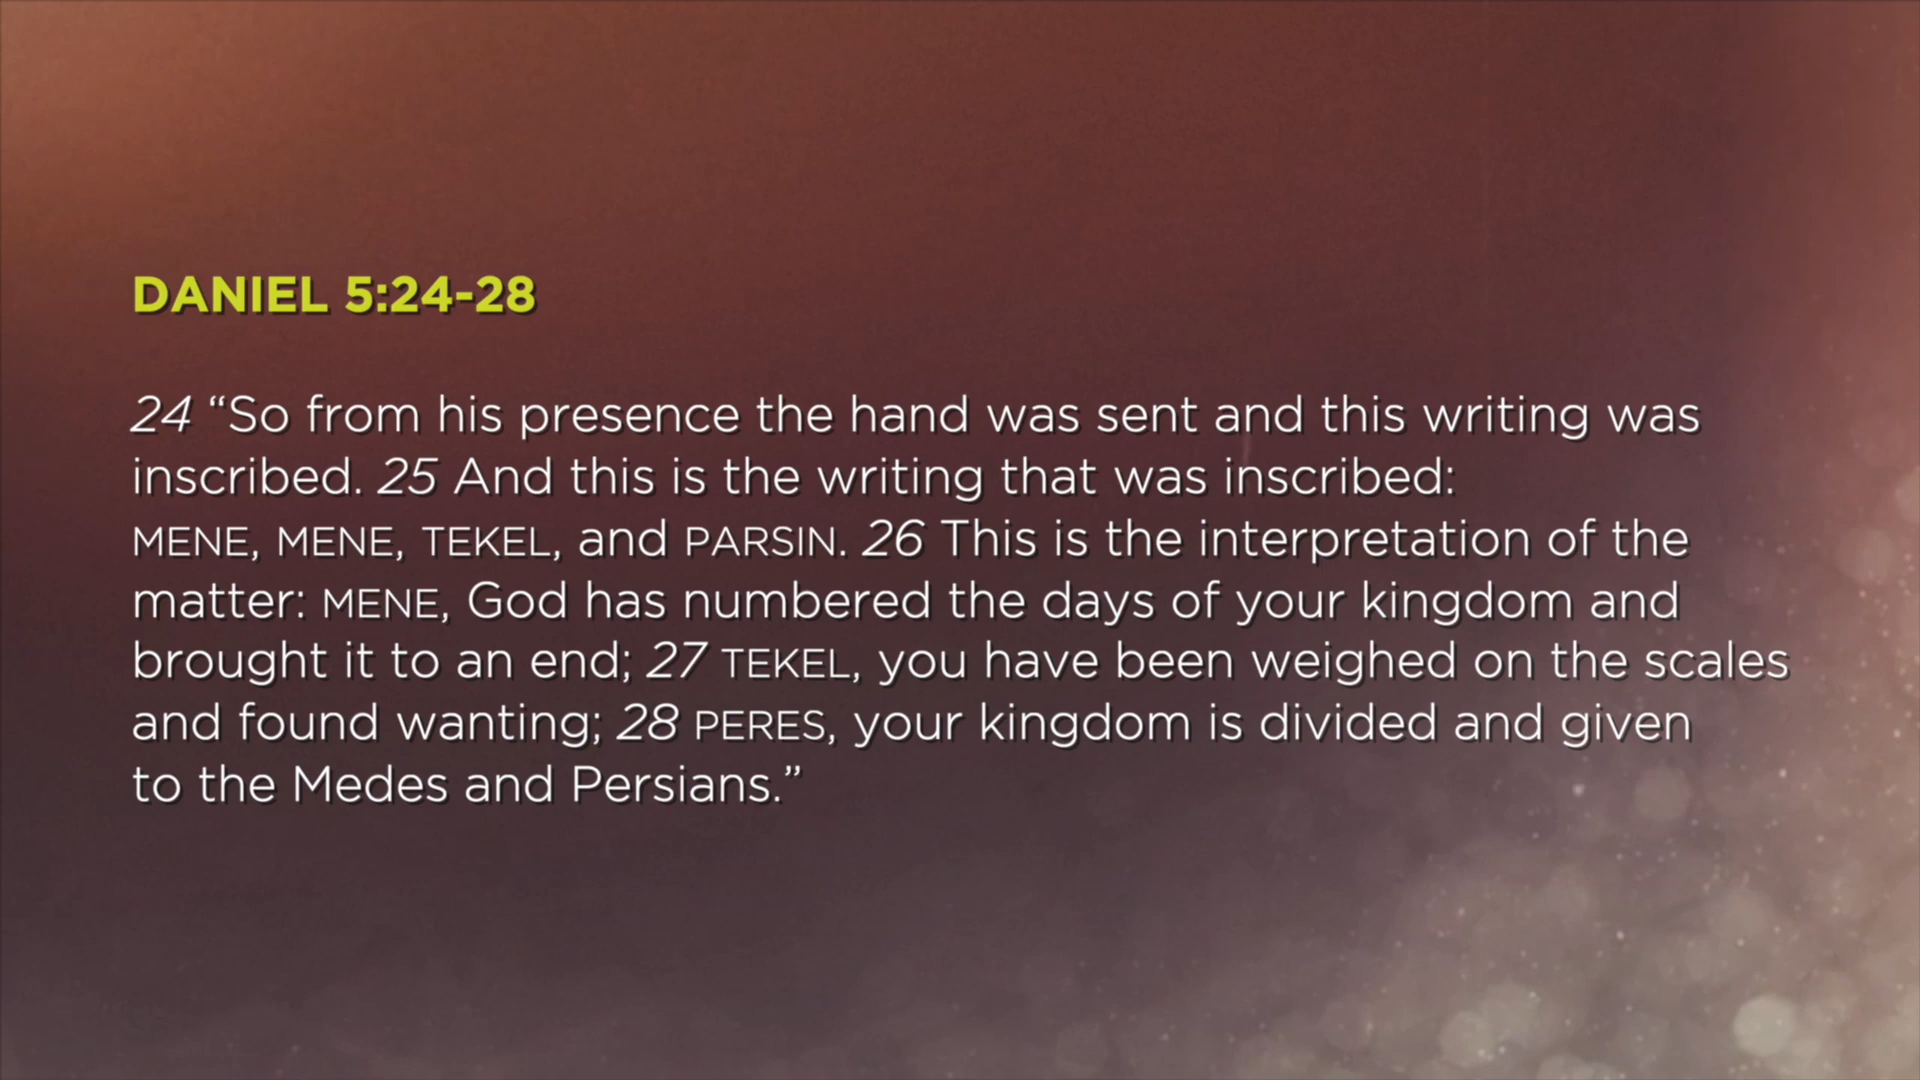 DANIEL 5:24-28
24 “So from his presence the hand was sent and this writing was
inscribed. 25 And this is the writing that was inscribed:
MENE, MENE, TEKEL, and PARSIN. 26 This is the interpretation of the
matter: MENE, God has numbered the days of your kingdom and
brought it to an end; 27 TEKEL, you have been weighed on the scales
and found wanting; 28 PERES, your kingdom is divided and given
to the Medes and Persians.”